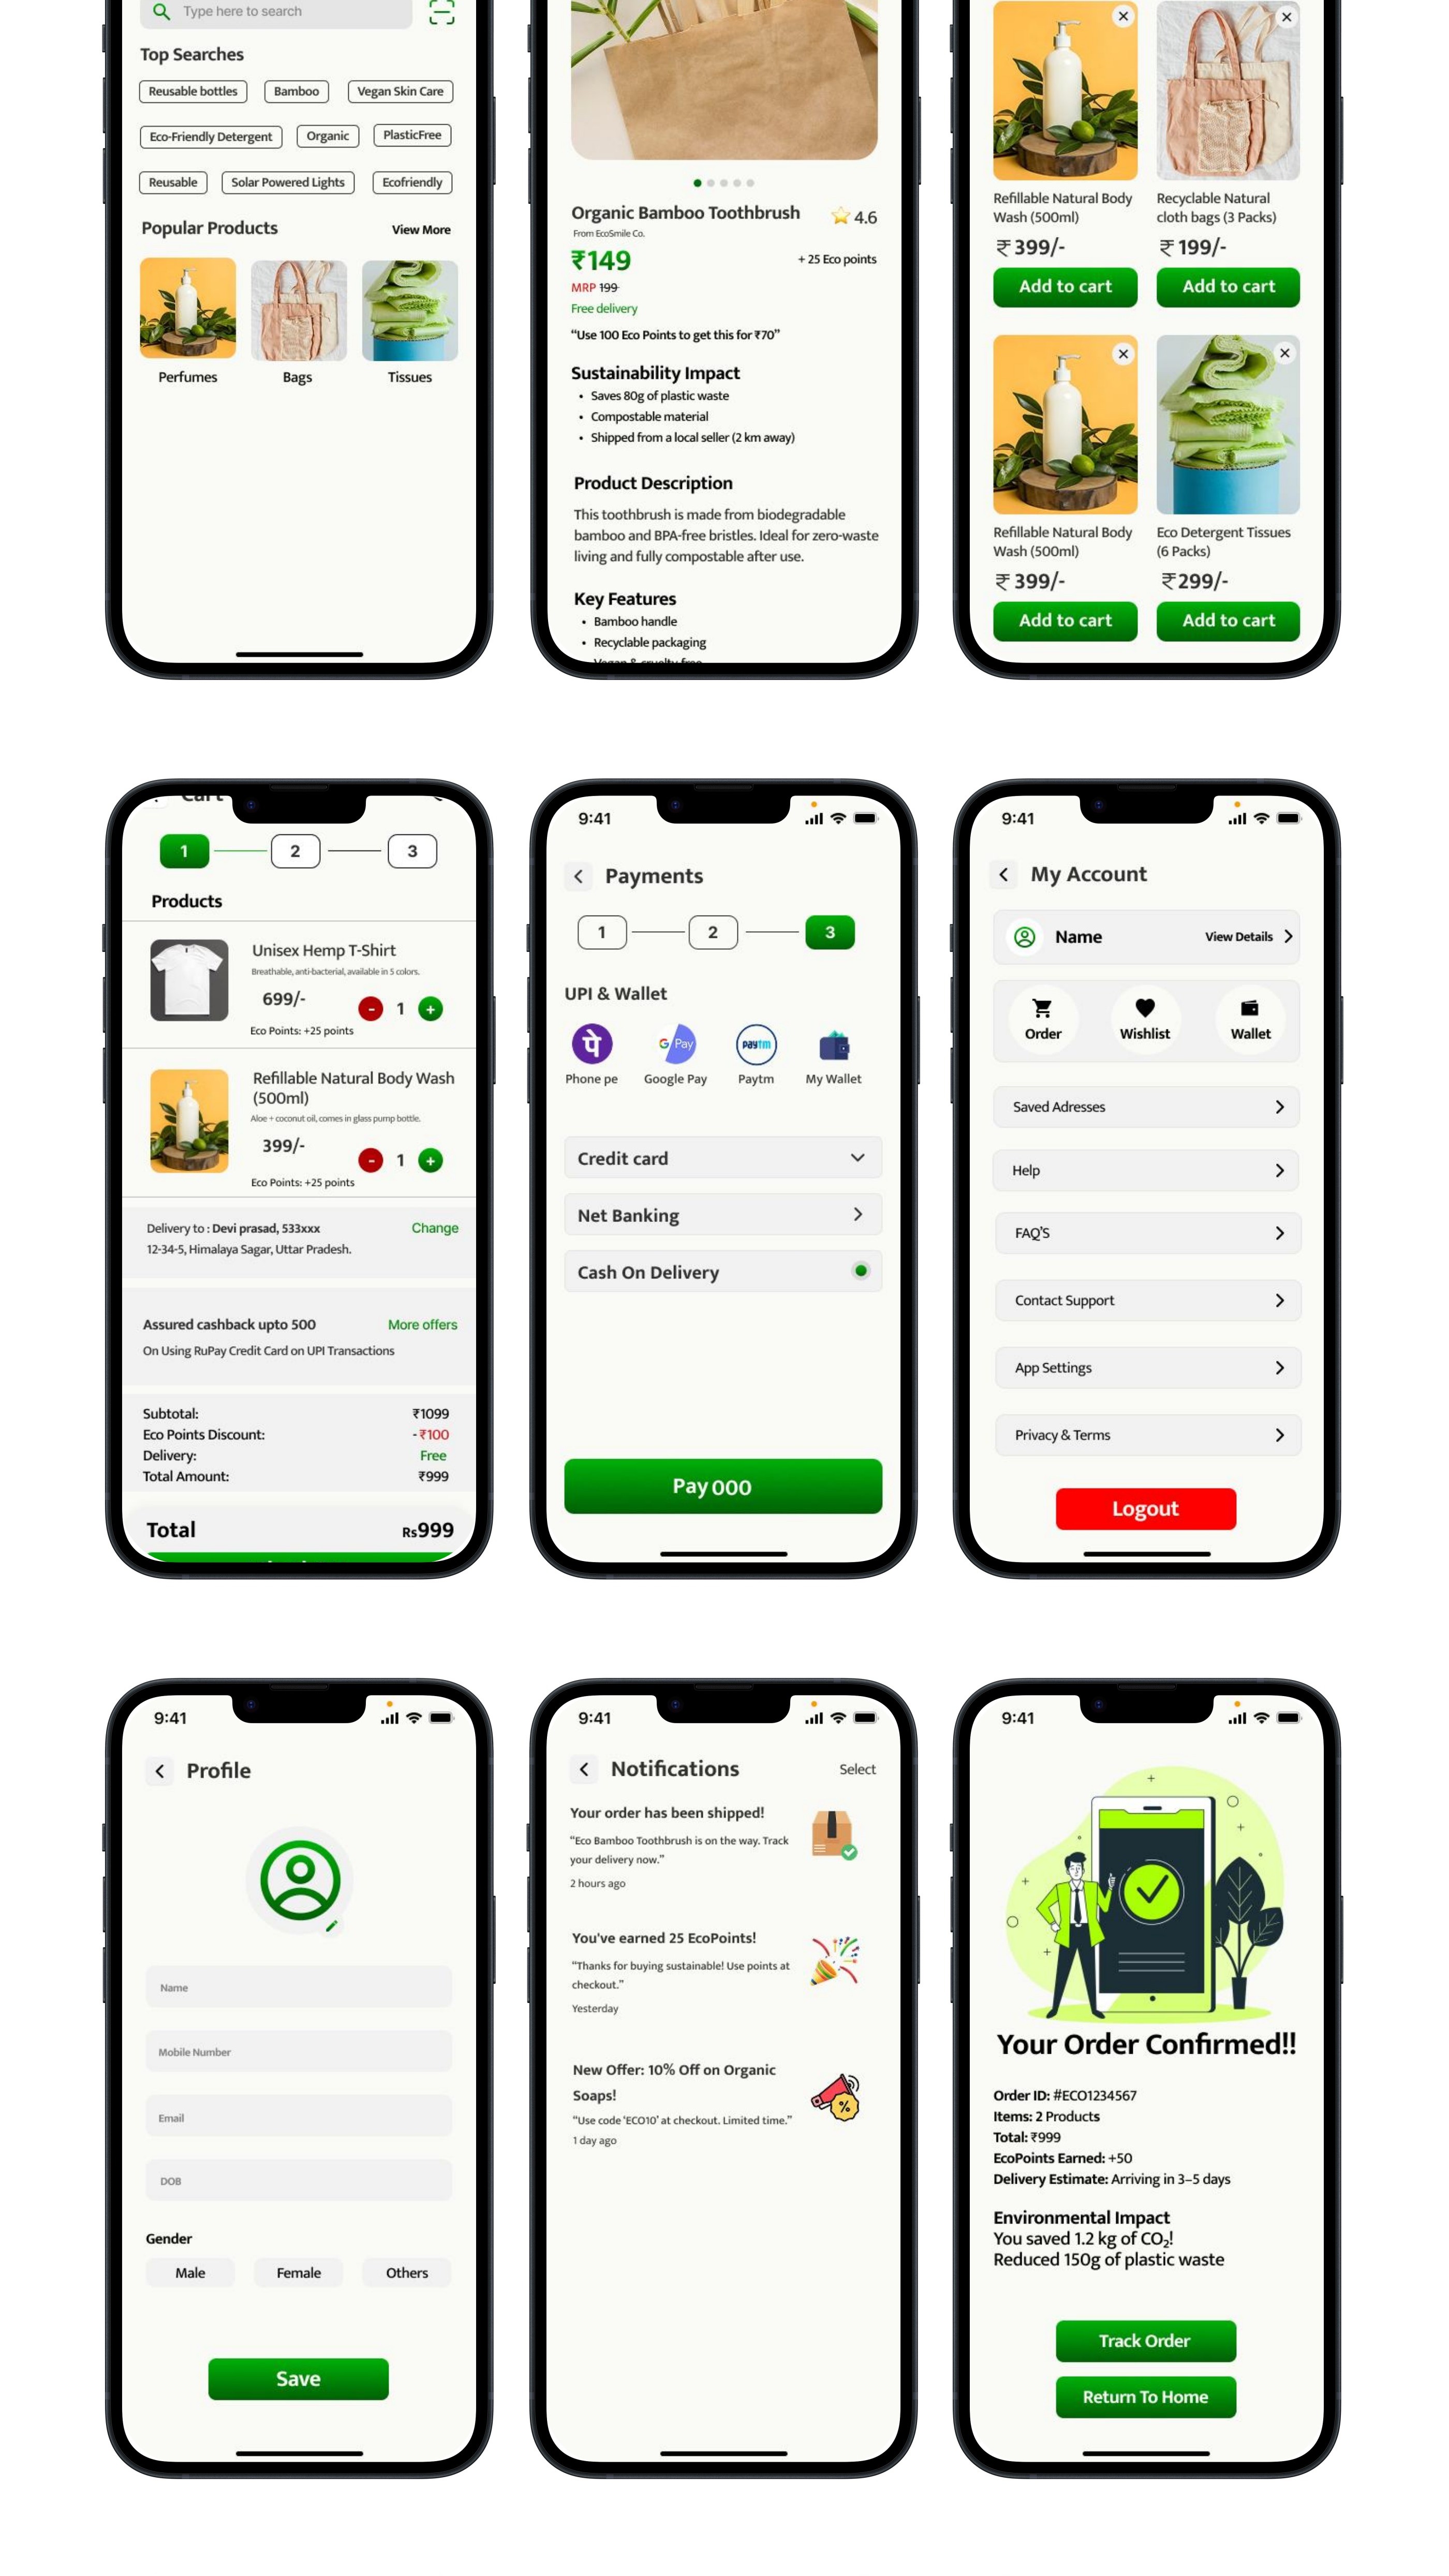 Type here to search
Top Searches
Reusable bottles
Bamboo
Vegan Skin Care
Eco-Friendly Detergent
Organic
PlasticFree
Reusable
Solar Powered Lights
Ecofriendly
Popular Products
View More
Perfumes
Bags
Tissues
Organic Bamboo Toothbrush
4.6
From EcoSmile Co.
₹149
+ 25 Eco points
MRP 199
Free delivery
“Use 100 Eco Points to get this for ₹70”
Sustainability Impact
• Saves 80g of plastic waste
• Compostable material
• Shipped from a local seller (2 km away)
Product Description
This toothbrush is made from biodegradable
bamboo and BPA-free bristles. Ideal for zero-waste
living and fully compostable after use.
Key Features
• Bamboo handle
• Recyclable packaging
• Vegan & cruelty free
Refillable Natural Body
Wash (500ml)
₹ 399/-
Add to cart
Recyclable Natural
cloth bags (3 Packs)
₹ 199/-
Add to cart
Refillable Natural Body
Wash (500ml)
₹ 399/-
Add to cart
Eco Detergent Tissues
(6 Packs)
₹ 299/-
Add to cart
Cart
1
2
3
Products
Unisex Hemp T-Shirt
Breathable, anti-bacterial, available in 5 colors.
699/-
- 1 +
Eco Points: +25 points
Refillable Natural Body Wash
(500ml)
Aloe + coconut oil, comes in glass pump bottle.
399/-
- 1 +
Eco Points: +25 points
Delivery to : Devi prasad, 533xxx
Change
12-34-5, Himalaya Sagar, Uttar Pradesh.
Assured cashback upto 500
More offers
On Using RuPay Credit Card on UPI Transactions
Subtotal: ₹1099
Eco Points Discount: - ₹100
Delivery: Free
Total Amount: ₹999
Total Rs999
9:41
Payments
1
2
3
UPI & Wallet
पे
G Pay
paytm
Phone pe
Google Pay
Paytm
My Wallet
Credit card
Net Banking
Cash On Delivery
Pay 000
9:41
My Account
Name
View Details
Order
Wishlist
Wallet
Saved Adresses
Help
FAQ'S
Contact Support
App Settings
Privacy & Terms
Logout
9:41
Profile
Name
Mobile Number
Email
DOB
Gender
Male
Female
Others
Save
9:41
Notifications
Select
Your order has been shipped!
“Eco Bamboo Toothbrush is on the way. Track
your delivery now.”
2 hours ago
You've earned 25 EcoPoints!
“Thanks for buying sustainable! Use points at
checkout.”
Yesterday
New Offer: 10% Off on Organic
Soaps!
“Use code ‘ECO10’ at checkout. Limited time.”
1 day ago
%
9:41
Your Order Confirmed!!
Order ID: #ECO1234567
Items: 2 Products
Total: ₹999
EcoPoints Earned: +50
Delivery Estimate: Arriving in 3–5 days
Environmental Impact
You saved 1.2 kg of CO₂!
Reduced 150g of plastic waste
Track Order
Return To Home